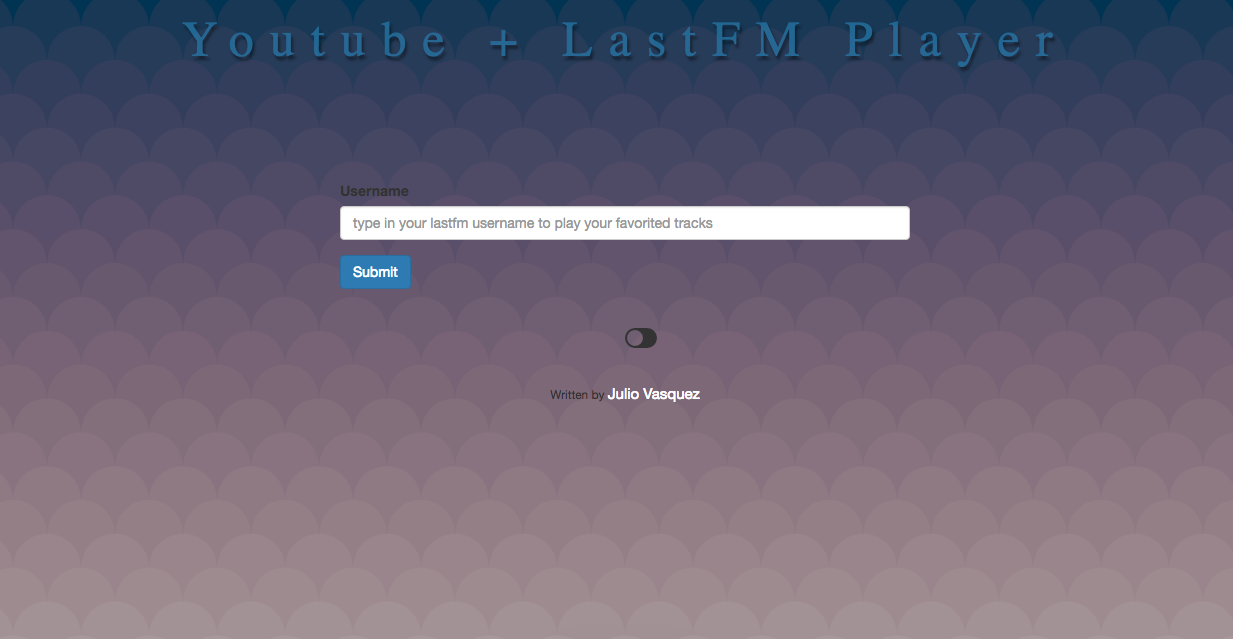 Youtube + LastFM Player
Username
type in your lastfm username to play your favorited tracks
Submit
Written by Julio Vasquez